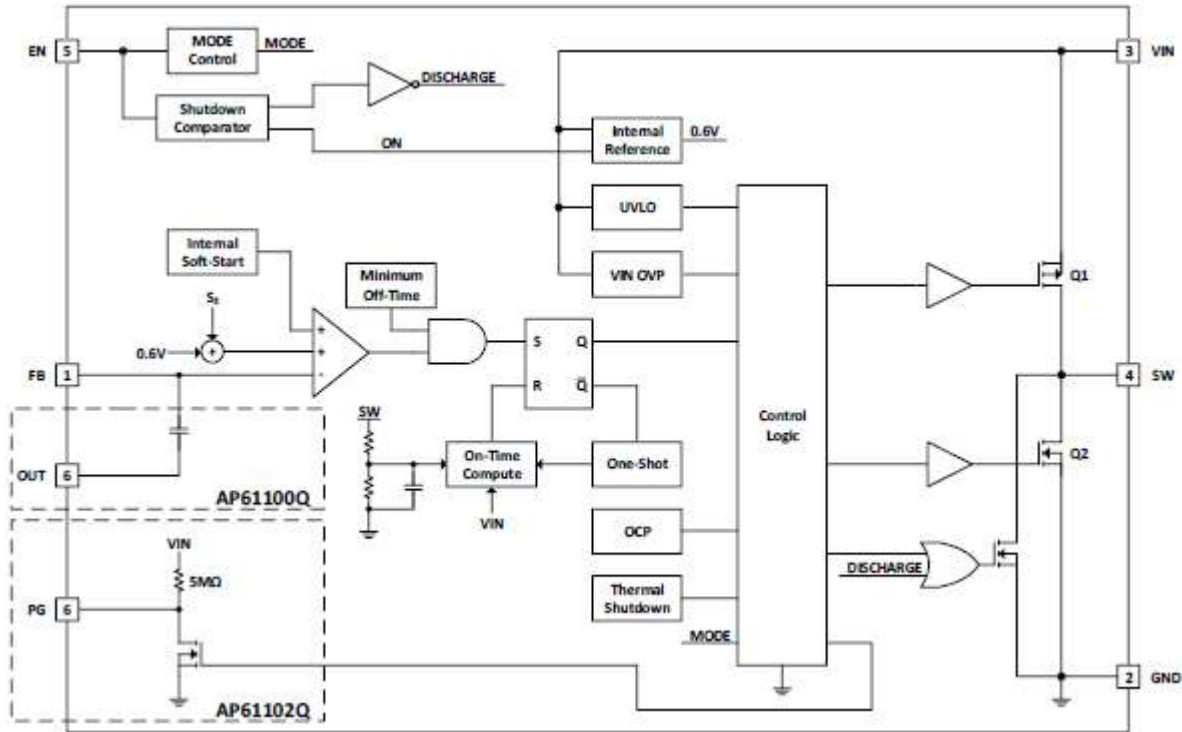 EN
5
MODE
Control
MODE
DISCHARGE
Shutdown
Comparator
ON
3
VIN
Internal
Reference
0.6V
UVLO
VIN OVP
Internal
Soft-Start
Minimum
Off-Time
Q1
0.6V
+
+
+
-
S
Q
R
Q̅
FB
1
4
SW
SW
Control
Logic
On-Time
Compute
One-Shot
VIN
Q2
OUT
6
AP61100Q
OCP
DISCHARGE
VIN
5MΩ
PG
6
Thermal
Shutdown
MODE
AP61102Q
2
GND